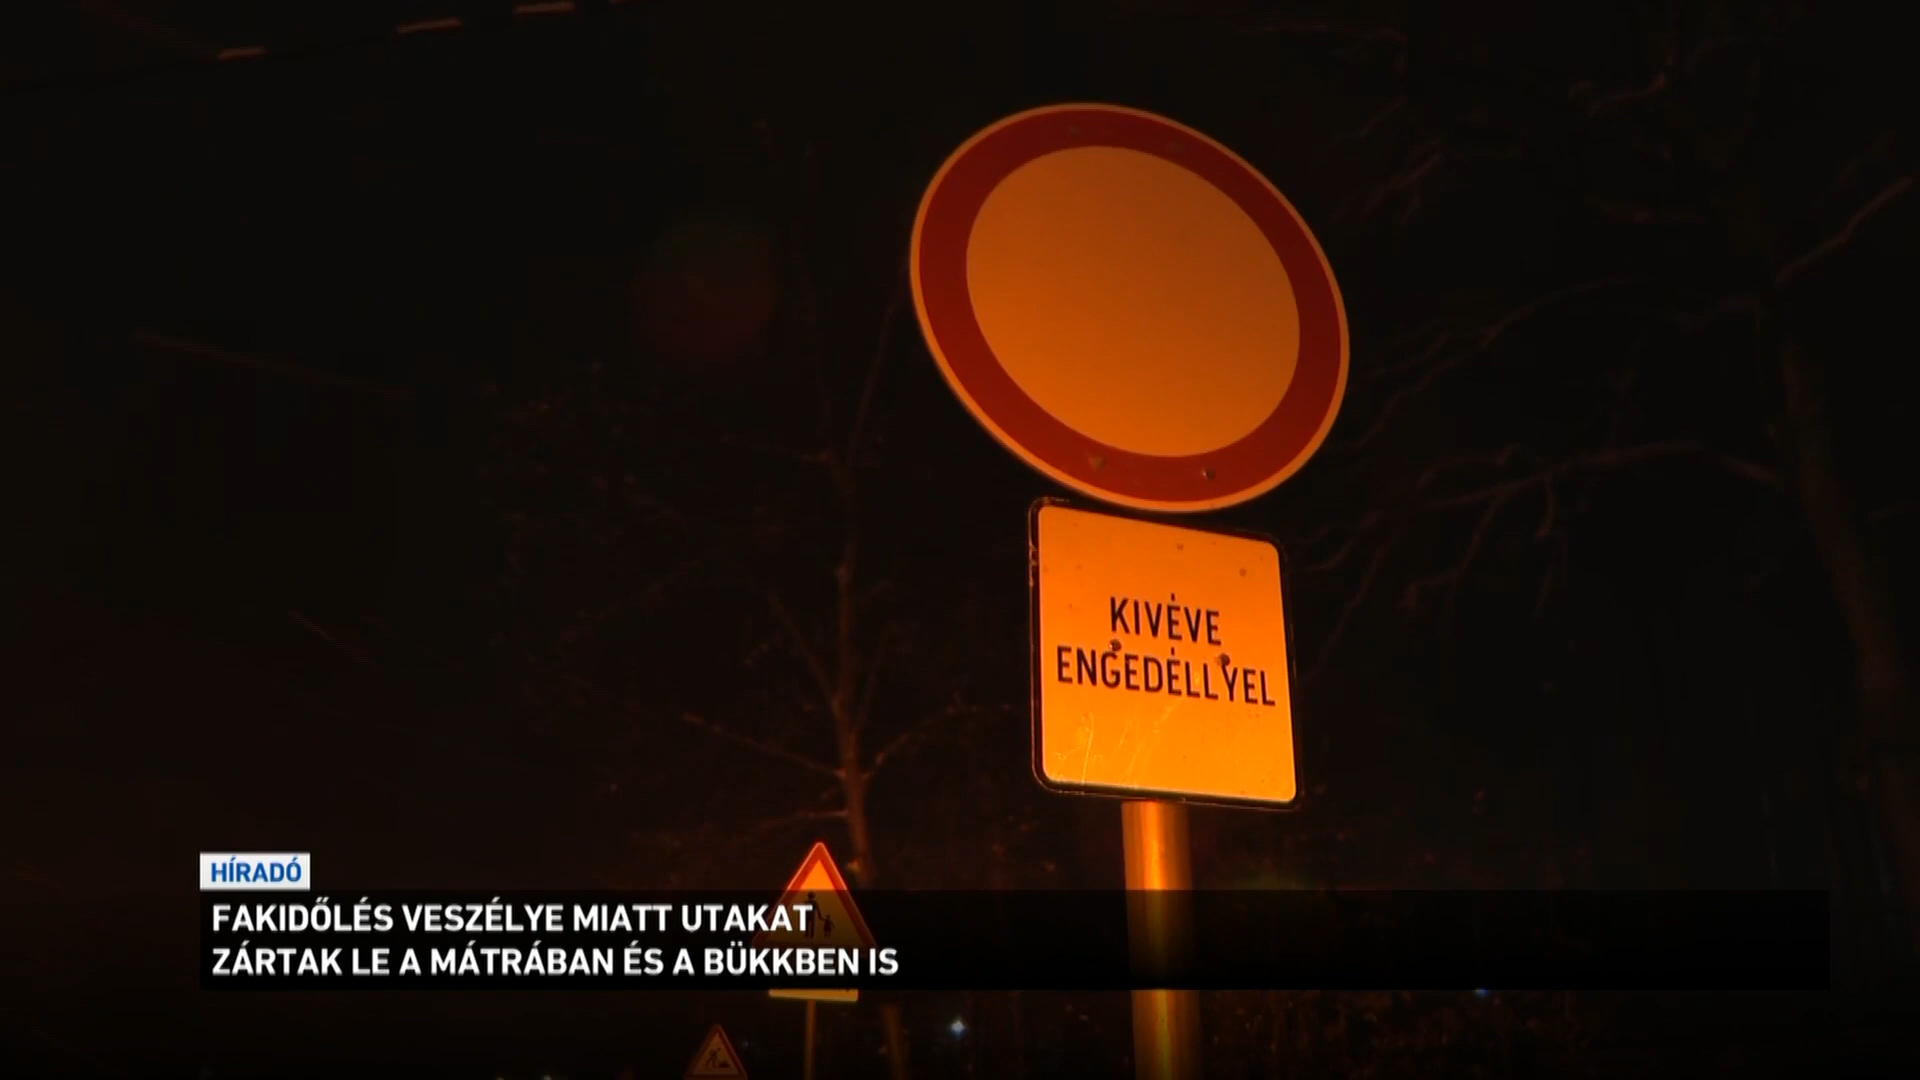 KIVÉVE
ENGEDÉLLYEL
HÍRADÓ
FAKIDŐLÉS VESZÉLYE MIATT UTAKAT
ZÁRTAK LE A MÁTRÁBAN ÉS A BÜKKBEN IS